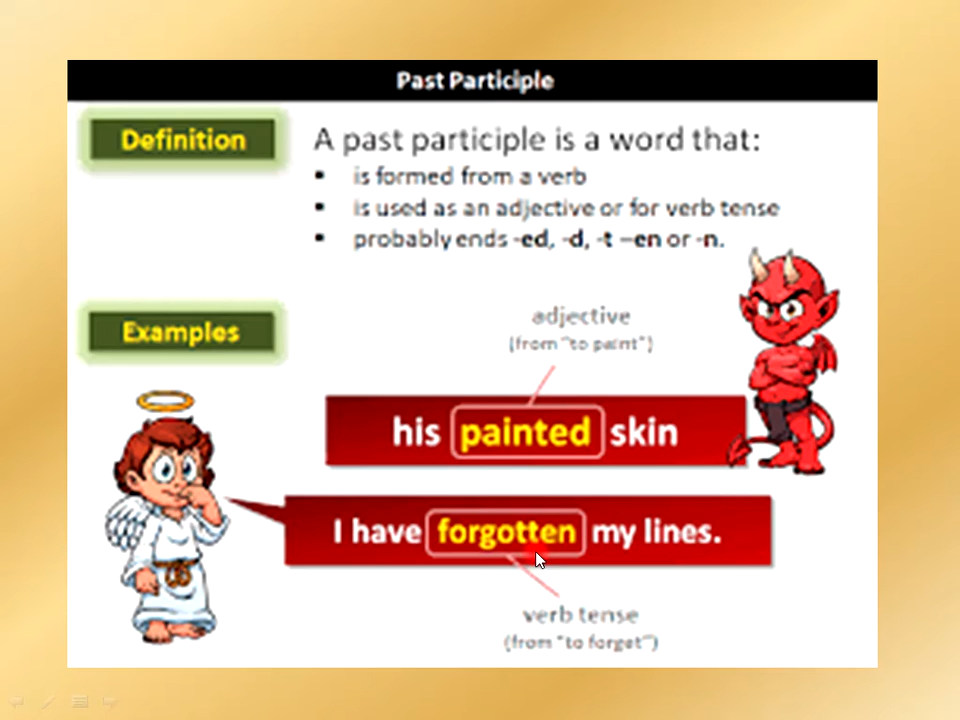 Past Participle
Definition
A past participle is a word that:
▪ is formed from a verb
▪ is used as an adjective or for verb tense
▪ probably ends -ed, -d, -t –en or -n.
Examples
adjective
(from "to paint")
his painted skin
I have forgotten my lines.
verb tense
(from "to forget")